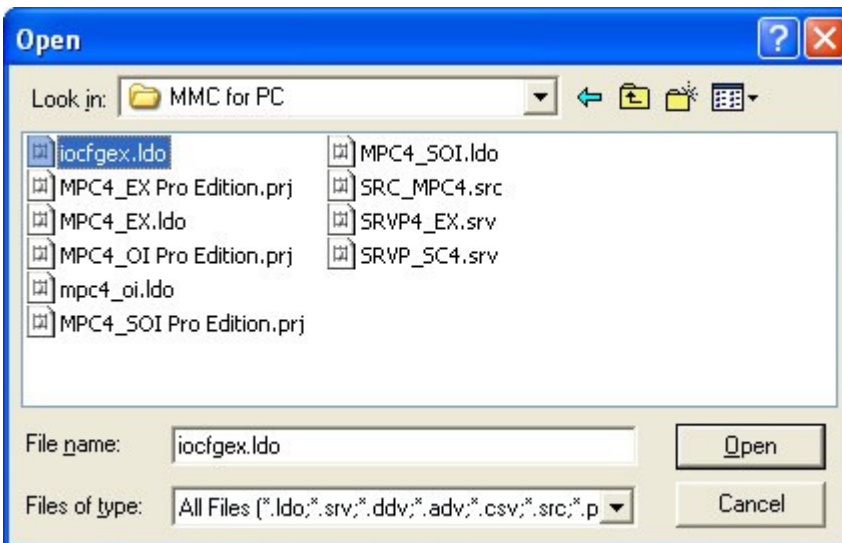 Open
Look in: MMC for PC
iocfgex.ldo
MPC4_EX Pro Edition.prj
MPC4_EX.ldo
MPC4_OI Pro Edition.prj
mpc4_oi.ldo
MPC4_SOI Pro Edition.prj
MPC4_SOI.ldo
SRC_MPC4.src
SRVP4_EX.srv
SRVP_SC4.srv
File name: iocfgex.ldo Open
Files of type: All Files (*.ldo;*.srv;*.ddv;*.adv;*.csv;*.src;*.p Cancel